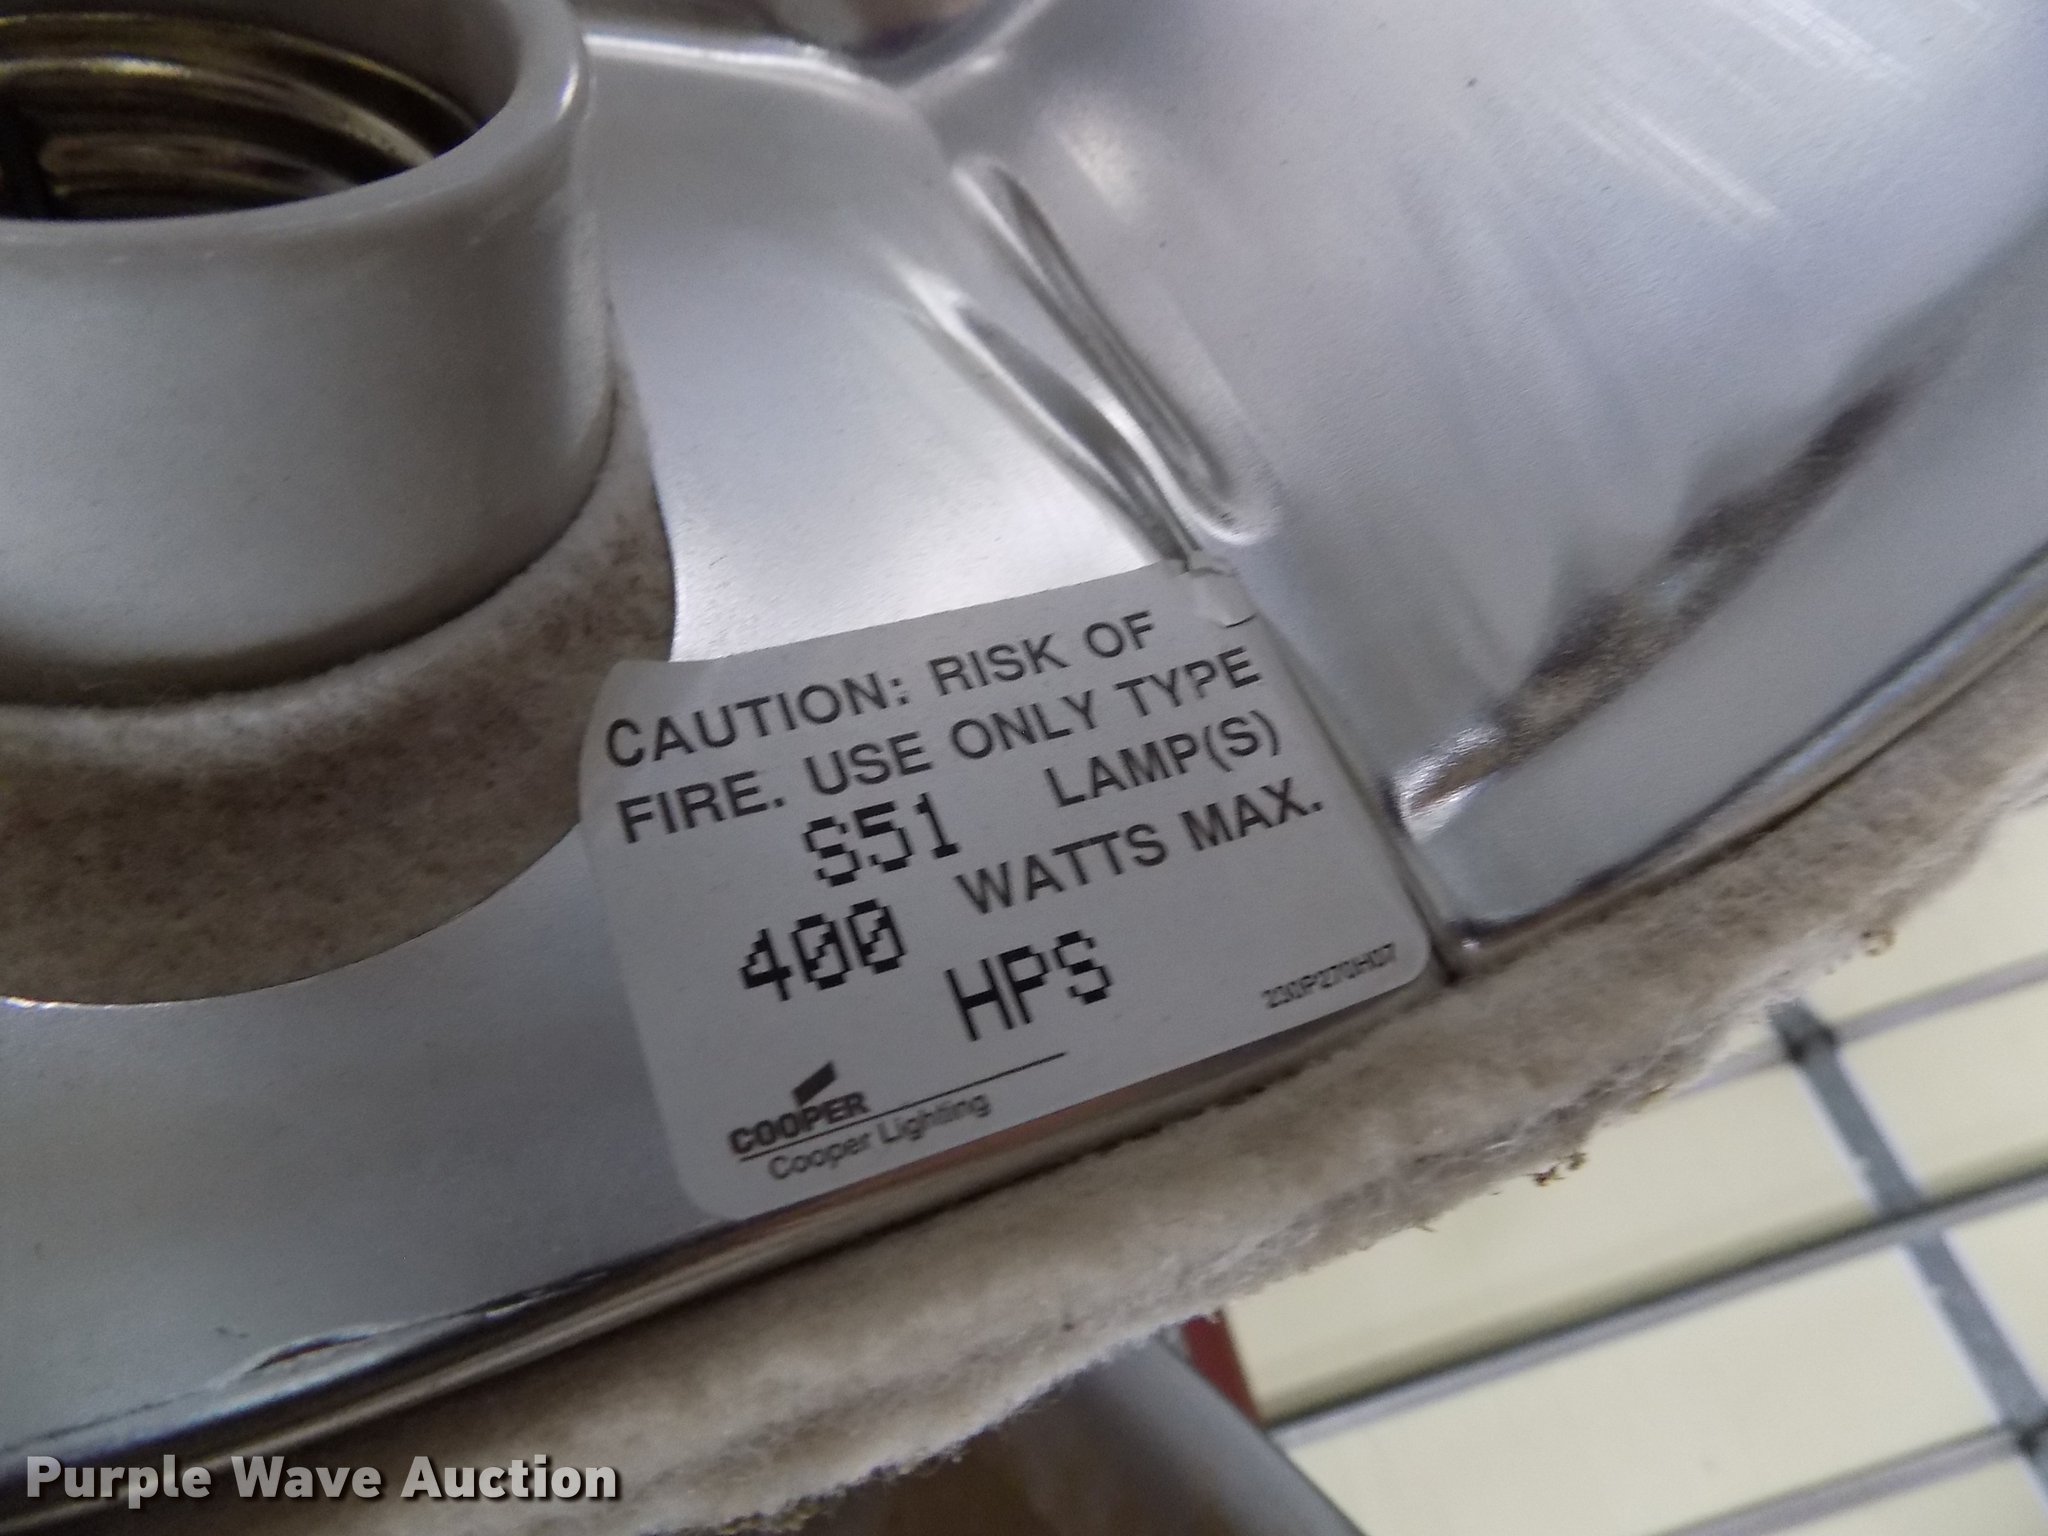 CAUTION: RISK OF
FIRE. USE ONLY TYPE
S51 LAMP(S)
400 WATTS MAX.
HPS
230P270H07
COOPER
Cooper Lighting
Purple Wave Auction